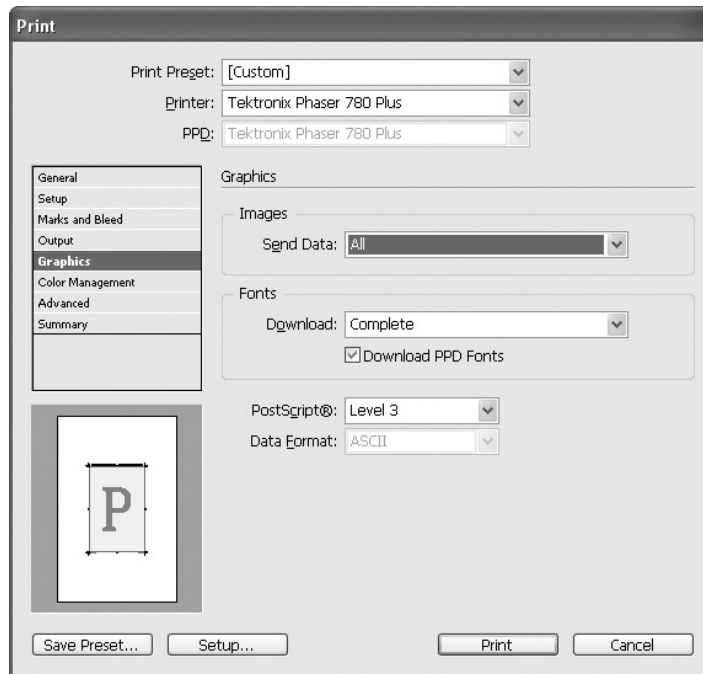 Print
Print Preset: [Custom]
Printer: Tektronix Phaser 780 Plus
PPD: Tektronix Phaser 780 Plus
General
Setup
Marks and Bleed
Output
Graphics
Color Management
Advanced
Summary
Graphics
Images
Send Data: All
Fonts
Download: Complete
Download PPD Fonts
PostScript®: Level 3
Data Format: ASCII
P
Save Preset... Setup... Print Cancel